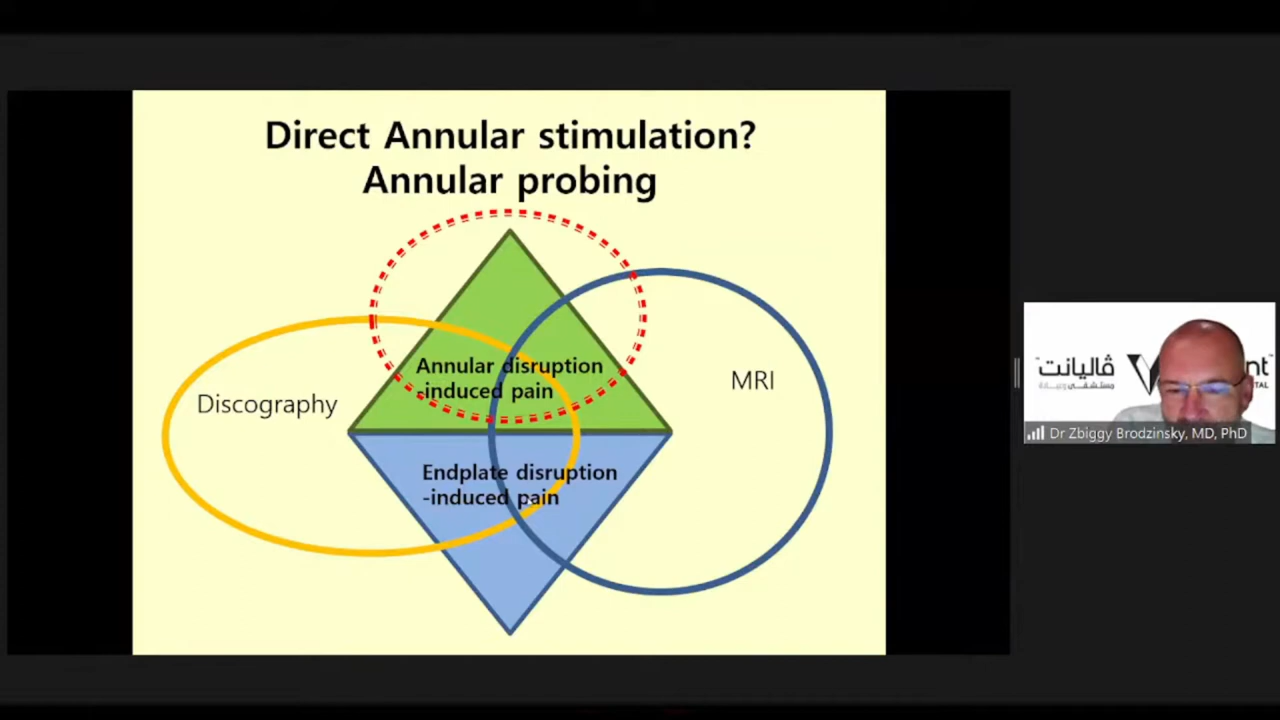 Direct Annular stimulation?
Annular probing
Annular disruption
-induced pain
Discography
MRI
Endplate disruption
-induced pain
ڤاليانت
Dr Zbiggy Brodzinsky, MD, PhD